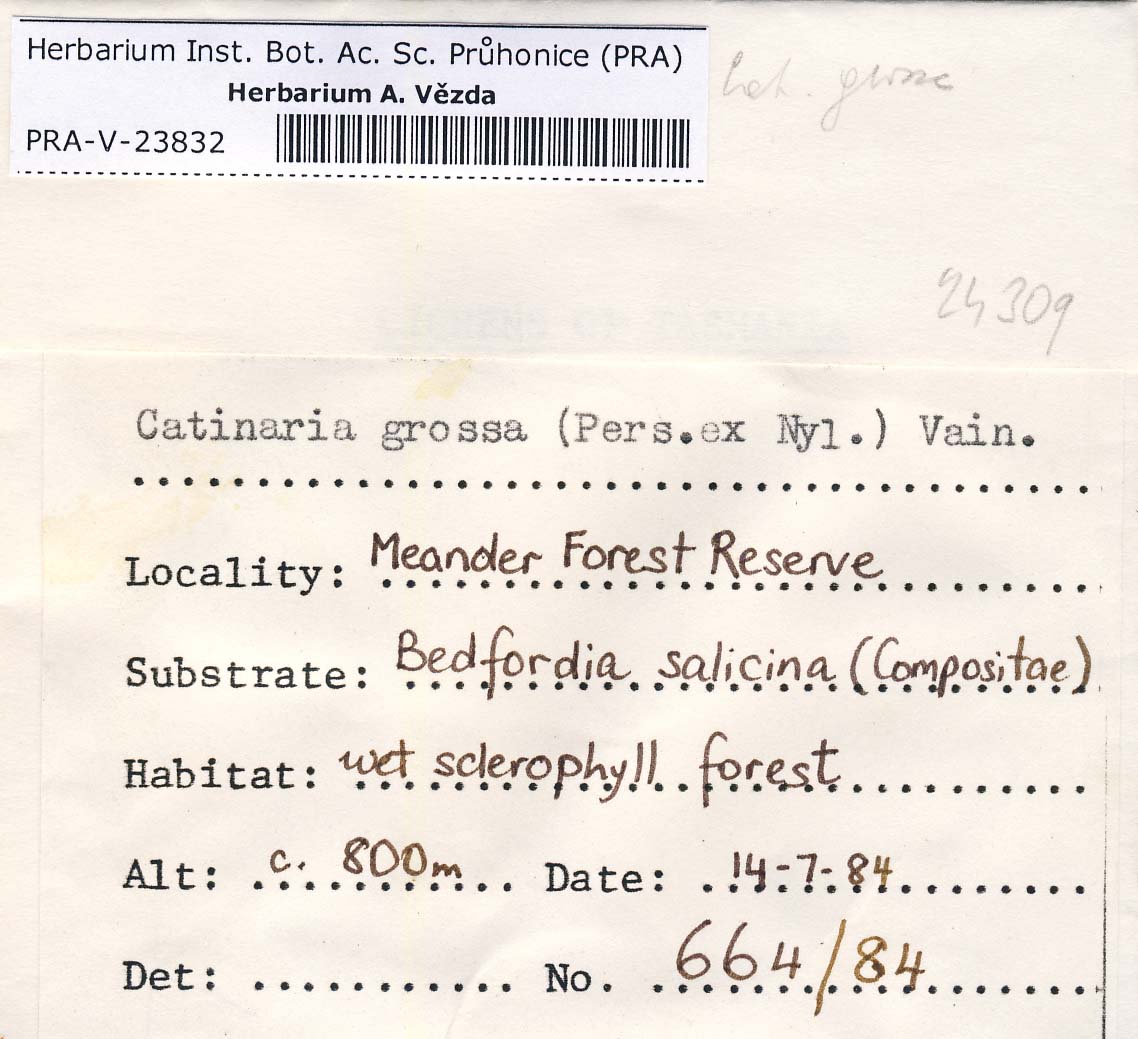 Herbarium Inst. Bot. Ac. Sc. Průhonice (PRA)
Herbarium A. Vězda
PRA-V-23832
24309
Catinaria grossa (Pers.ex Nyl.) Vain.
Locality: Meander Forest Reserve
Substrate: Bedfordia salicina (Compositae)
Habitat: wet sclerophyll forest
Alt: c. 800m Date: 14-7-84
Det: No. 664/84